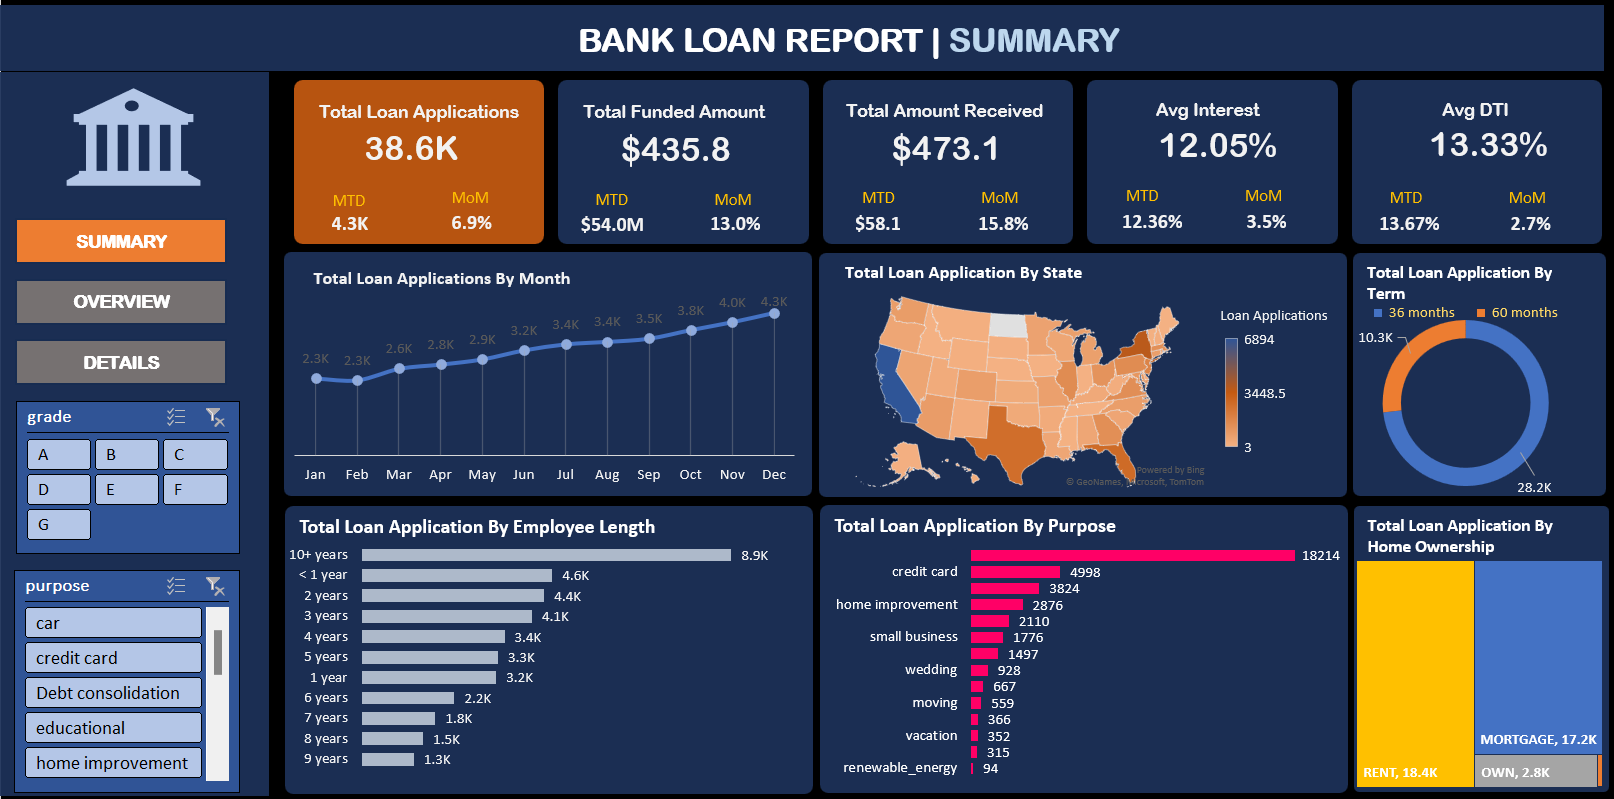 BANK LOAN REPORT | SUMMARY
SUMMARY
OVERVIEW
DETAILS
grade
A
B
C
D
E
F
G
purpose
car
credit card
Debt consolidation
educational
home improvement
Total Loan Applications
38.6K
MTD
MoM
4.3K
6.9%
Total Funded Amount
$435.8
MTD
MoM
$54.0M
13.0%
Total Amount Received
$473.1
MTD
MoM
$58.1
15.8%
Avg Interest
12.05%
MTD
MoM
12.36%
3.5%
Avg DTI
13.33%
MTD
MoM
13.67%
2.7%
Total Loan Applications By Month
2.3K
2.3K
2.6K
2.8K
2.9K
3.2K
3.4K
3.4K
3.5K
3.8K
4.0K
4.3K
Jan
Feb
Mar
Apr
May
Jun
Jul
Aug
Sep
Oct
Nov
Dec
Total Loan Application By State
Loan Applications
6894
3448.5
3
Powered by Bing
© GeoNames, Microsoft, TomTom
Total Loan Application By
Term
36 months
60 months
10.3K
28.2K
Total Loan Application By Employee Length
10+ years 8.9K
< 1 year 4.6K
2 years 4.4K
3 years 4.1K
4 years 3.4K
5 years 3.3K
1 year 3.2K
6 years 2.2K
7 years 1.8K
8 years 1.5K
9 years 1.3K
Total Loan Application By Purpose
18214
credit card 4998
3824
home improvement 2876
2110
small business 1776
1497
wedding 928
667
moving 559
366
vacation 352
315
renewable_energy 94
Total Loan Application By
Home Ownership
RENT, 18.4K
MORTGAGE, 17.2K
OWN, 2.8K